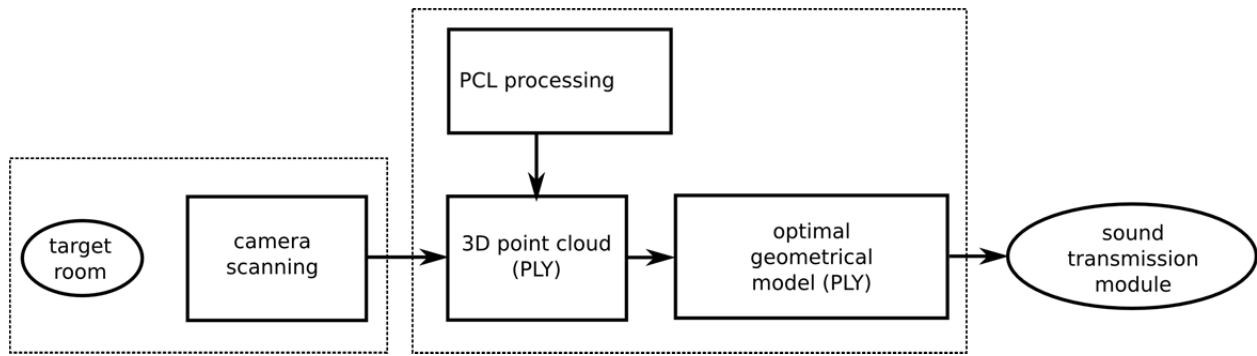 PCL processing
target
room
camera
scanning
3D point cloud
(PLY)
optimal
geometrical
model (PLY)
sound
transmission
module